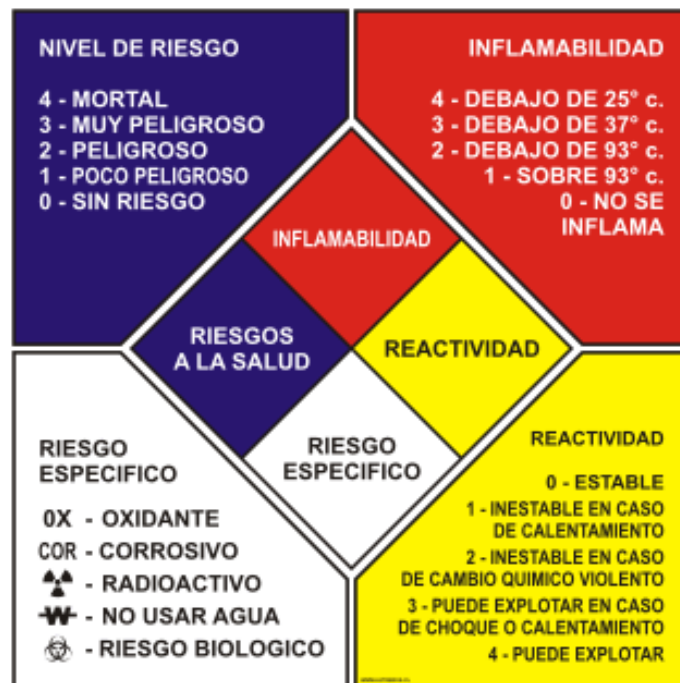 NIVEL DE RIESGO
4 - MORTAL
3 - MUY PELIGROSO
2 - PELIGROSO
1 - POCO PELIGROSO
0 - SIN RIESGO
INFLAMABILIDAD
4 - DEBAJO DE 25° c.
3 - DEBAJO DE 37° c.
2 - DEBAJO DE 93° c.
1 - SOBRE 93° c.
0 - NO SE
INFLAMA
INFLAMABILIDAD
RIESGOS
A LA SALUD
REACTIVIDAD
RIESGO
ESPECIFICO
RIESGO
ESPECIFICO
0X - OXIDANTE
COR - CORROSIVO
- RADIOACTIVO
W - NO USAR AGUA
- RIESGO BIOLOGICO
REACTIVIDAD
0 - ESTABLE
1 - INESTABLE EN CASO
DE CALENTAMIENTO
2 - INESTABLE EN CASO
DE CAMBIO QUIMICO VIOLENTO
3 - PUEDE EXPLOTAR EN CASO
DE CHOQUE O CALENTAMIENTO
4 - PUEDE EXPLOTAR